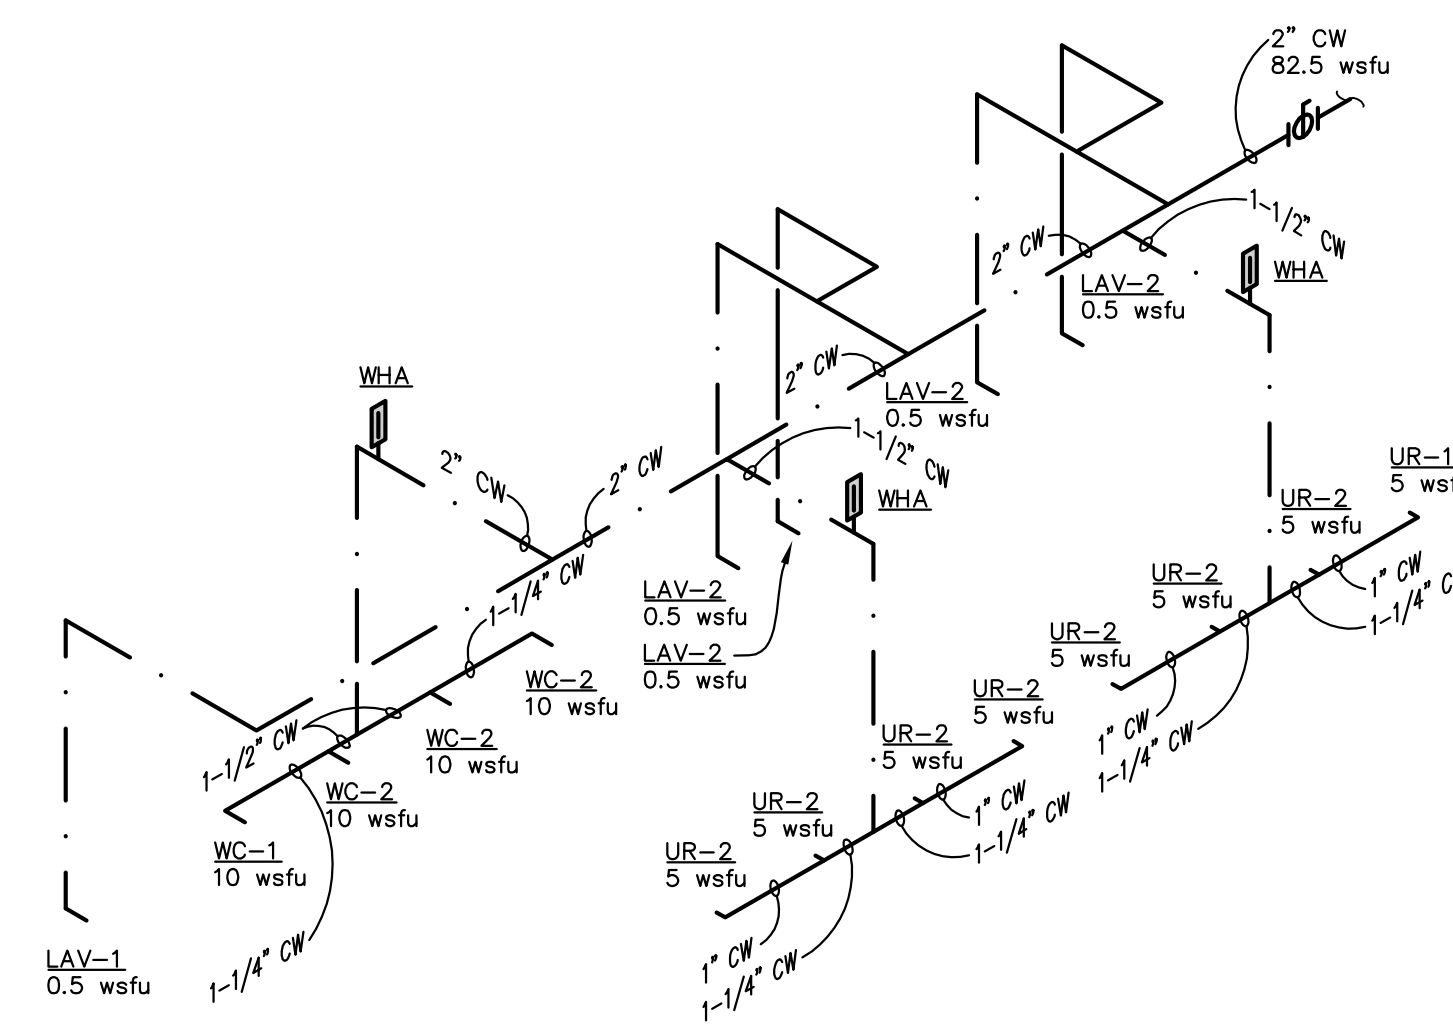 2" CW
82.5 wsfu
1-1/2" CW
2" CW
WHA
LAV-2
0.5 wsfu
2" CW
WHA
LAV-2
0.5 wsfu
1-1/2" CW
2" CW
2" CW
UR-1
5 wsf
WHA
UR-2
5 wsfu
1" CW
1-1/4" C
UR-2
5 wsfu
1-1/4" CW
LAV-2
0.5 wsfu
UR-2
5 wsfu
LAV-2
0.5 wsfu
WC-2
10 wsfu
UR-2
5 wsfu
1" CW
1-1/4" CW
1-1/2" CW
WC-2
10 wsfu
UR-2
5 wsfu
WC-2
10 wsfu
UR-2
5 wsfu
1" CW
1-1/4" CW
WC-1
10 wsfu
UR-2
5 wsfu
LAV-1
0.5 wsfu
1-1/4" CW
1" CW
1-1/4" CW